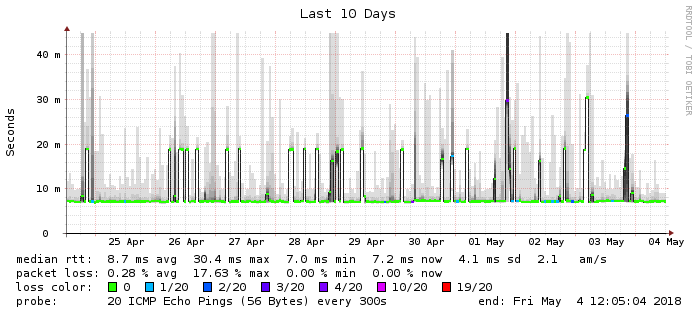 Last 10 Days
RRDTOOL / TOBI OETIKER
Seconds
40 m
30 m
20 m
10 m
0
25 Apr 26 Apr 27 Apr 28 Apr 29 Apr 30 Apr 01 May 02 May 03 May 04 May
median rtt: 8.7 ms avg 30.4 ms max 7.0 ms min 7.2 ms now 4.1 ms sd 2.1 am/s
packet loss: 0.28 % avg 17.63 % max 0.00 % min 0.00 % now
loss color: 0 1/20 2/20 3/20 4/20 10/20 19/20
probe: 20 ICMP Echo Pings (56 Bytes) every 300s end: Fri May 4 12:05:04 2018